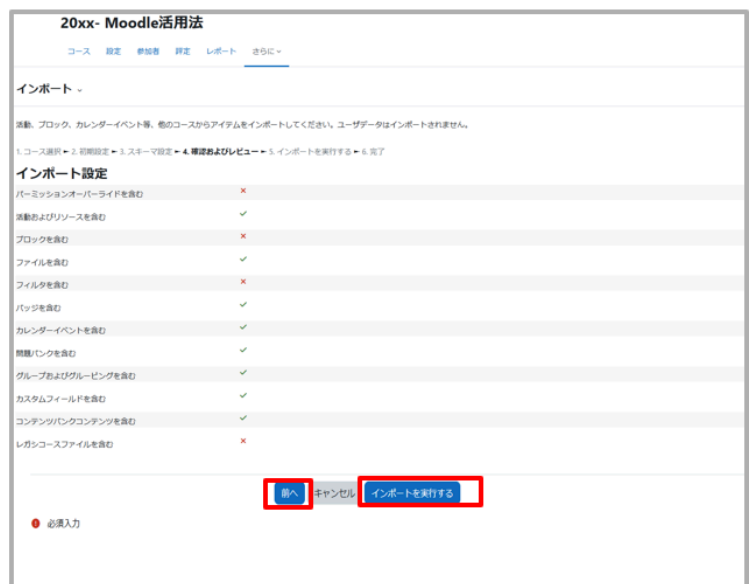 20xx- Moodle活用法
コース 設定 参加者 評定 レポート さらに
インポート
活動、ブロック、カレンダーイベント等、他のコースからアイテムをインポートしてください。ユーザデータはインポートされません。
1. コース選択 ► 2. 初期設定 ► 3. スキーマ設定 ► 4. 確認およびレビュー ► 5. インポートを実行する ► 6. 完了
インポート設定
パーミッションオーバーライドを含む
活動およびリソースを含む
ブロックを含む
ファイルを含む
フィルタを含む
バッジを含む
カレンダーイベントを含む
問題バンクを含む
グループおよびグルーピングを含む
カスタムフィールドを含む
コンテンツバンクコンテンツを含む
レガシコースファイルを含む
前へ キャンセル インポートを実行する
必須入力